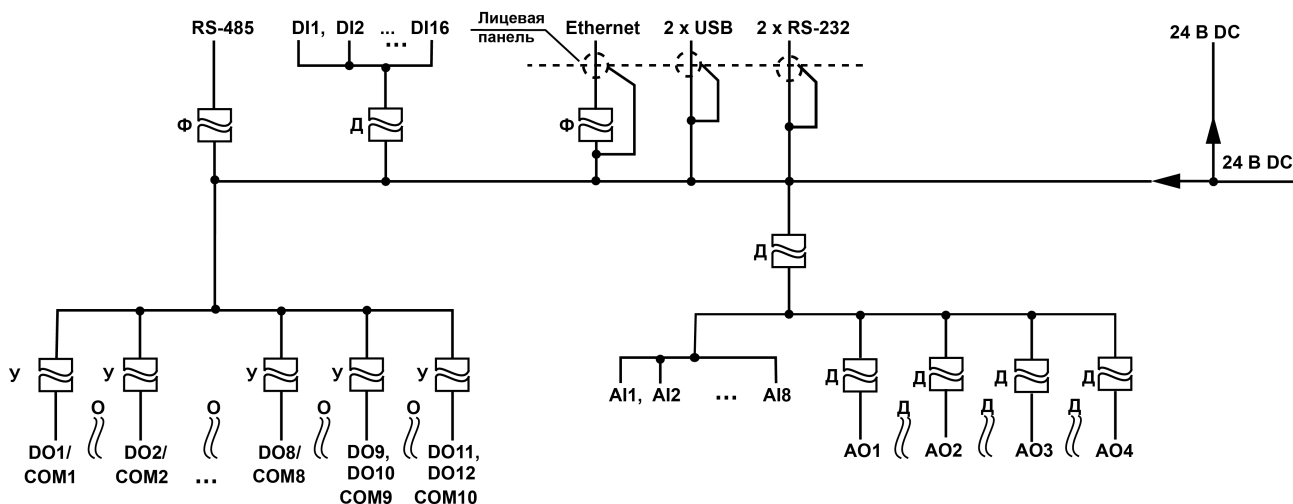 RS-485
DI1, DI2 ... DI16
...
Лицевая
панель
Ethernet
2 x USB
2 x RS-232
24 В DC
Ф
Д
Ф
24 В DC
Д
У
У
У
У
У
Д
Д
Д
Д
О
О
О
О
AI1, AI2 ... AI8
Д
Д
Д
DO1/
COM1
DO2/
COM2
...
DO8/
COM8
DO9,
DO10
COM9
DO11,
DO12
COM10
AO1
AO2
AO3
AO4